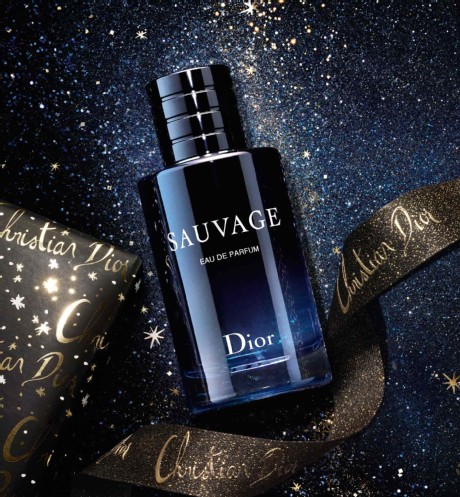 SAUVAGE
EAU DE PARFUM
Dior
Christian Dior
Christian Dior
Christian Dior